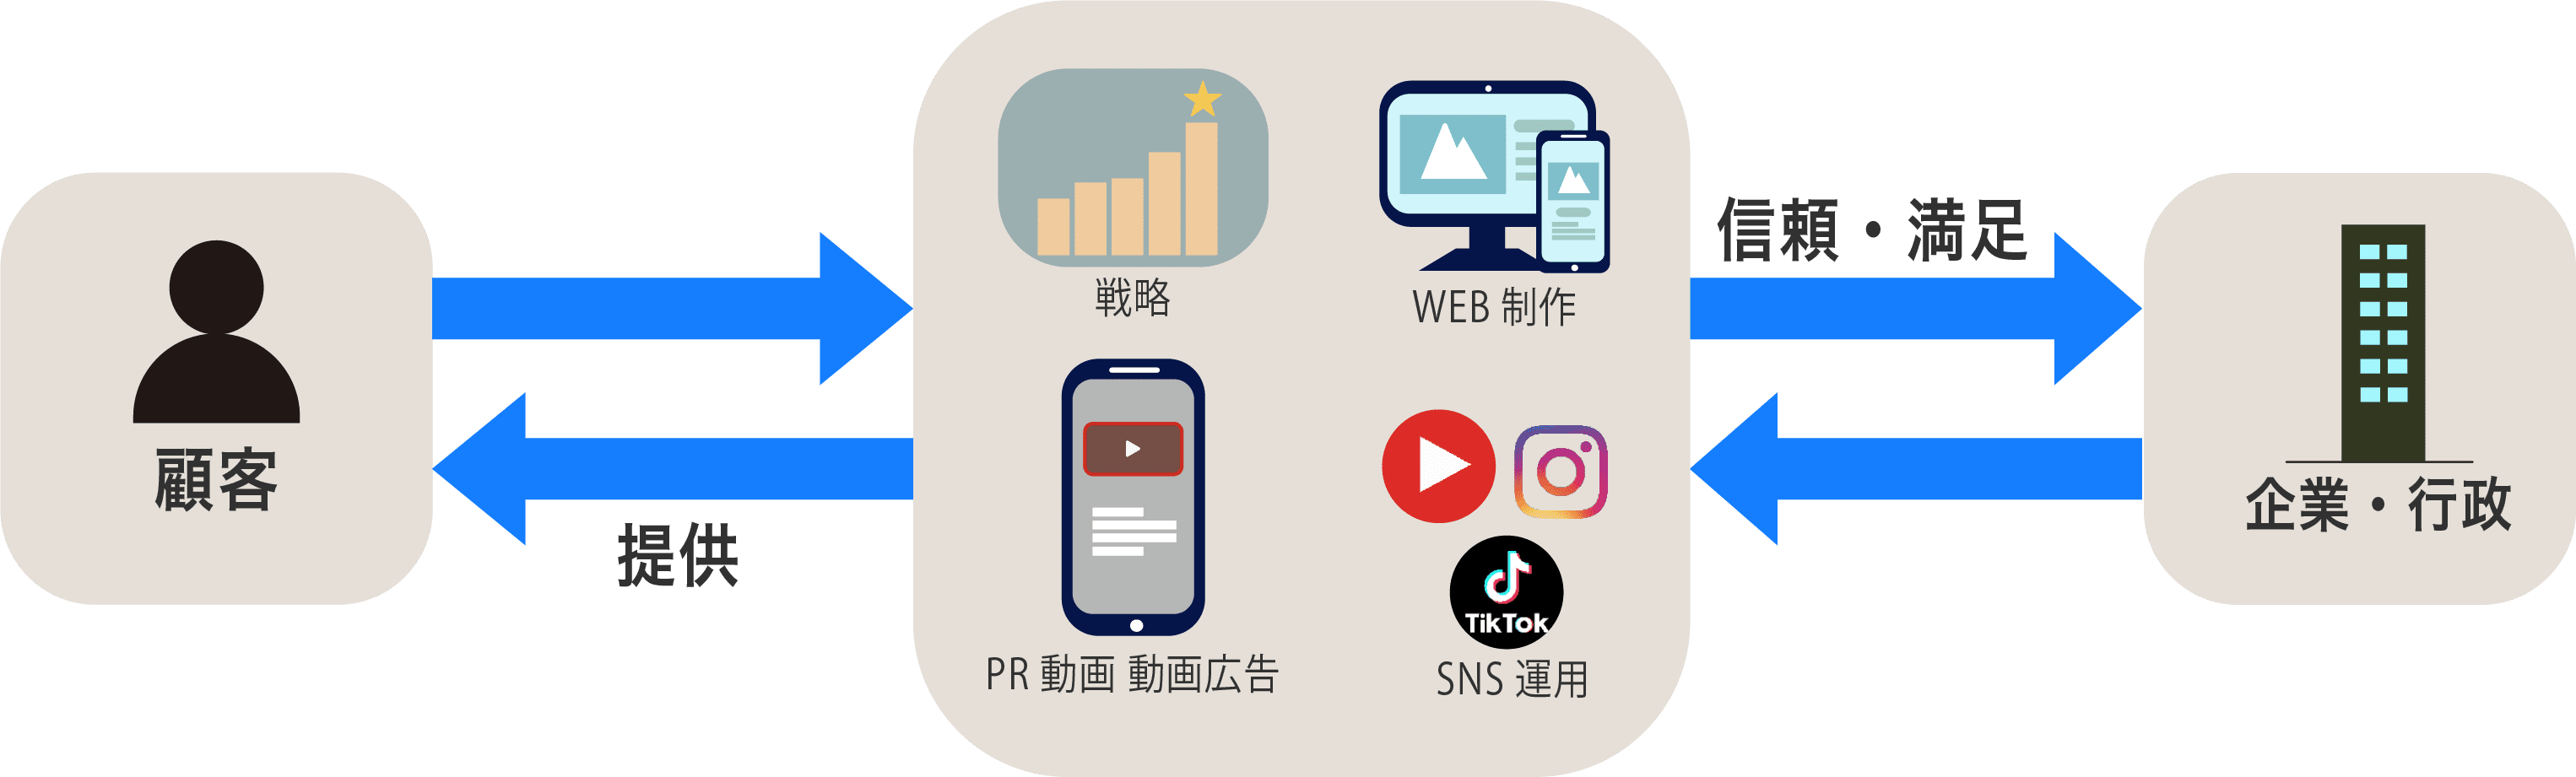 顧客
提供
戦略
WEB 制作
PR 動画 動画広告
TikTok
SNS 運用
信頼・満足
企業・行政